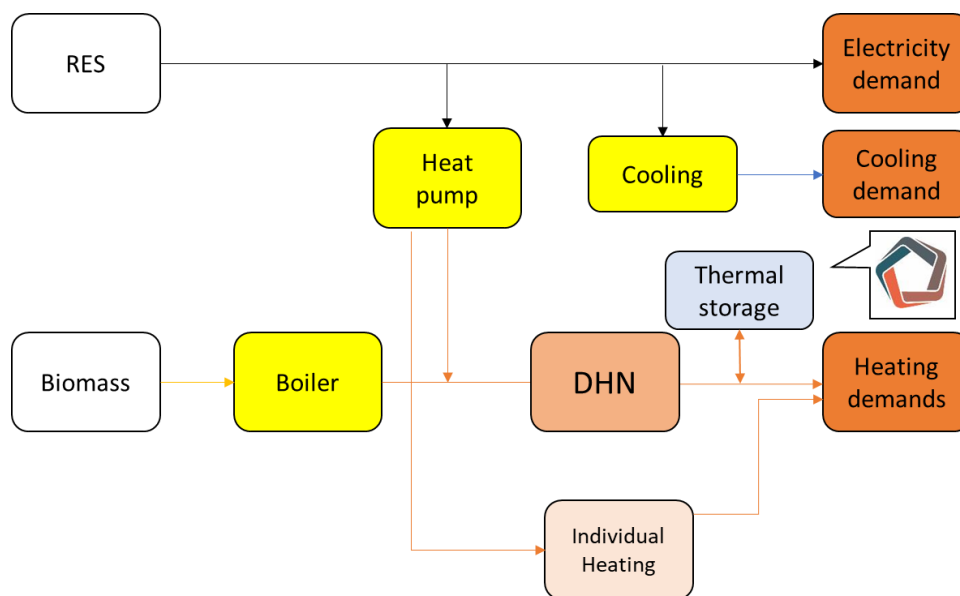 RES
Electricity
demand
Heat
pump
Cooling
Cooling
demand
Thermal
storage
Biomass
Boiler
DHN
Heating
demands
Individual
Heating